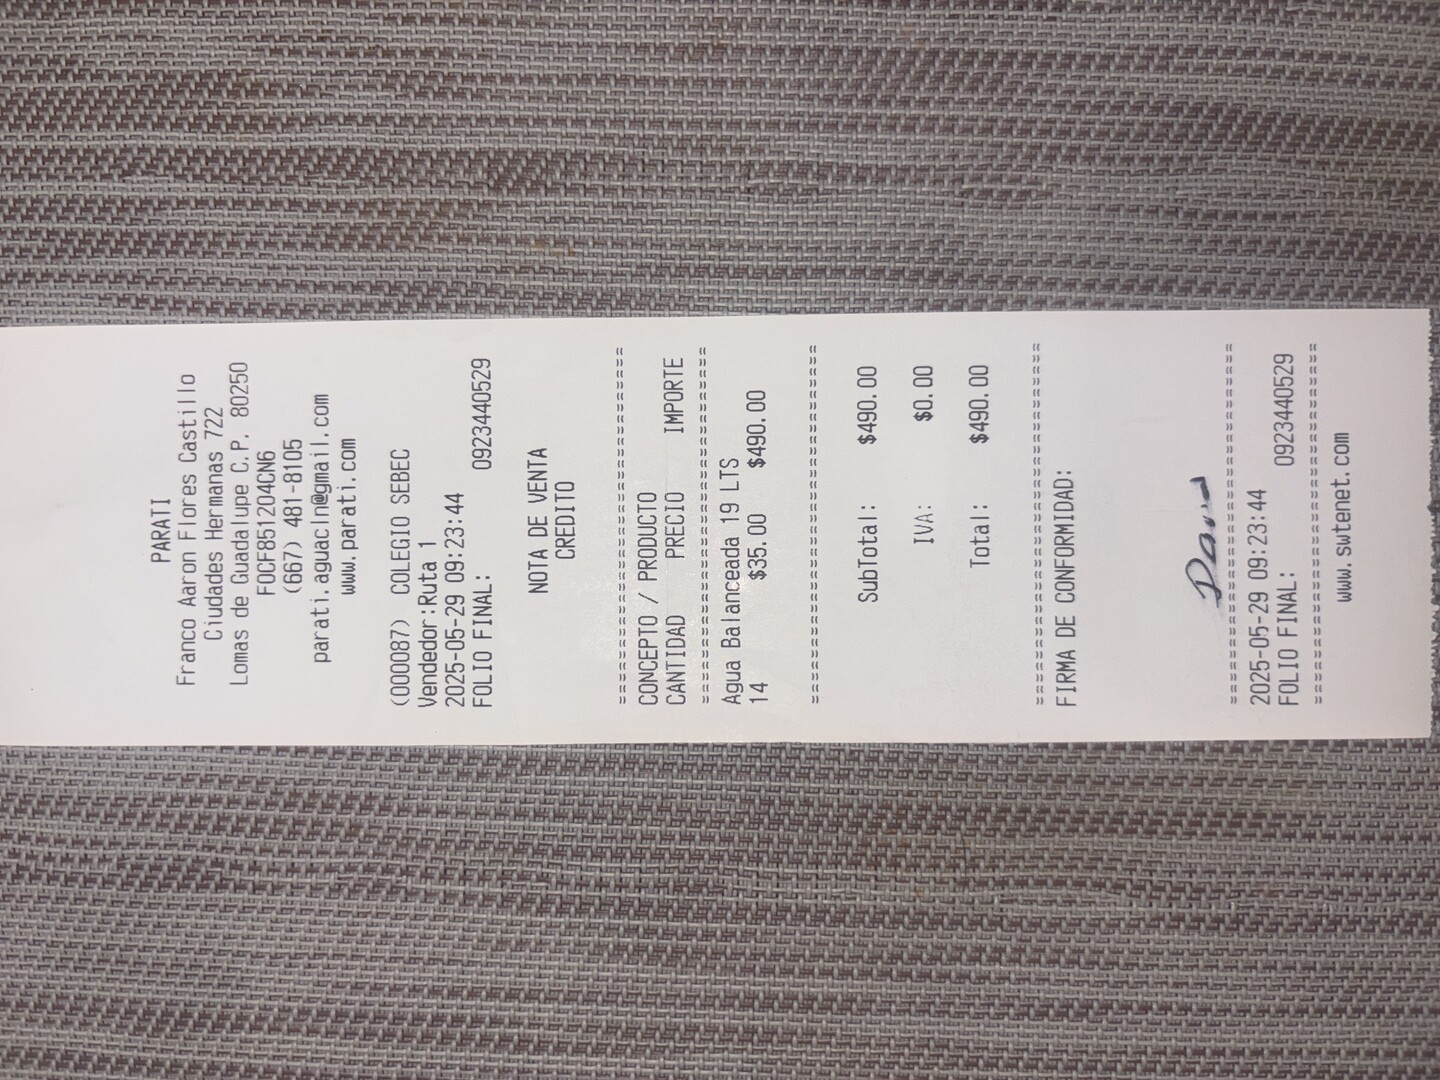 PARATI
Franco Aaron Flores Castillo
Ciudades Hermanas 722
Lomas de Guadalupe C.P. 80250
FOCF851204CN6
(667) 481-8105
parati.aguacln@gmail.com
www.parati.com
(000087) COLEGIO SEBEC
Vendedor:Ruta 1
2025-05-29 09:23:44
FOLIO FINAL: 0923440529
NOTA DE VENTA
CREDITO
================================
CONCEPTO / PRODUCTO
CANTIDAD PRECIO IMPORTE
================================
Agua Balanceada 19 LTS
14 $35.00 $490.00
================================
SubTotal: $490.00
IVA: $0.00
Total: $490.00
================================
FIRMA DE CONFORMIDAD:
================================
2025-05-29 09:23:44
FOLIO FINAL: 0923440529
================================
www.swtenet.com